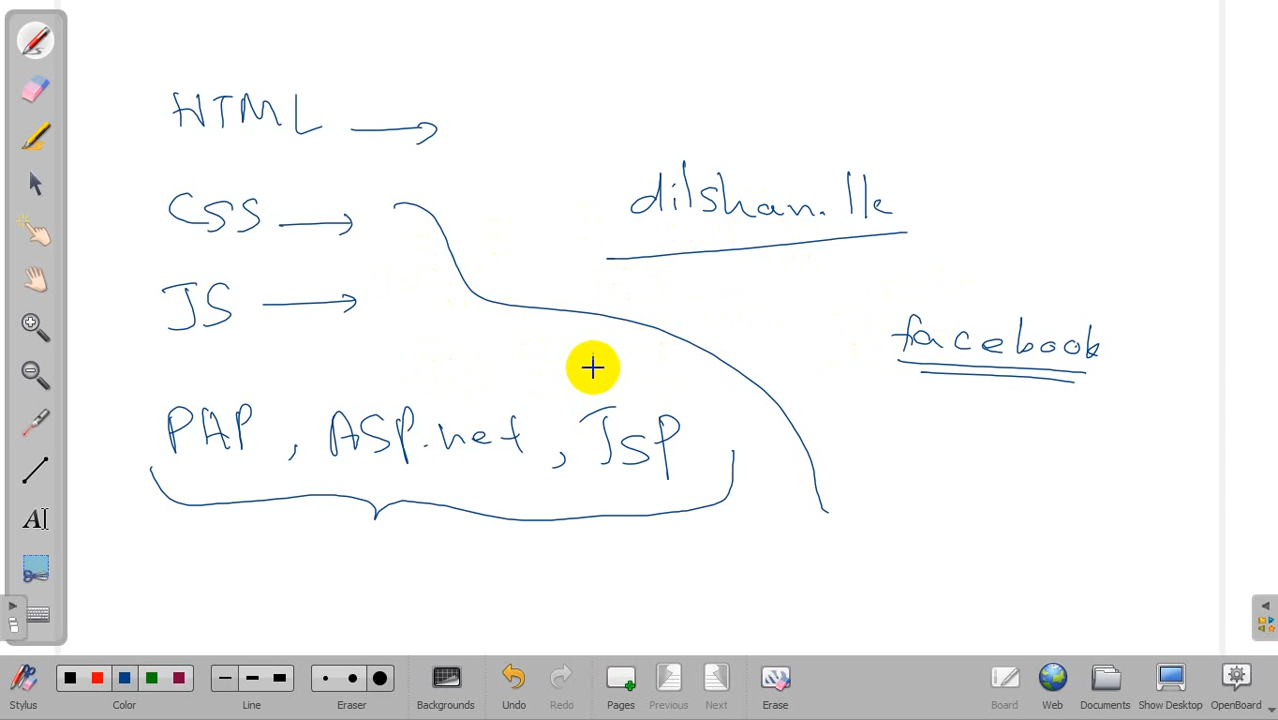 HTML
CSS
dilshan.lk
JS
facebook
PHP, ASP.net, JSP
Stylus
Color
Line
Eraser
Backgrounds
Undo
Redo
Pages
Previous
Next
Erase
Board
Web
Documents
Show Desktop
OpenBoard